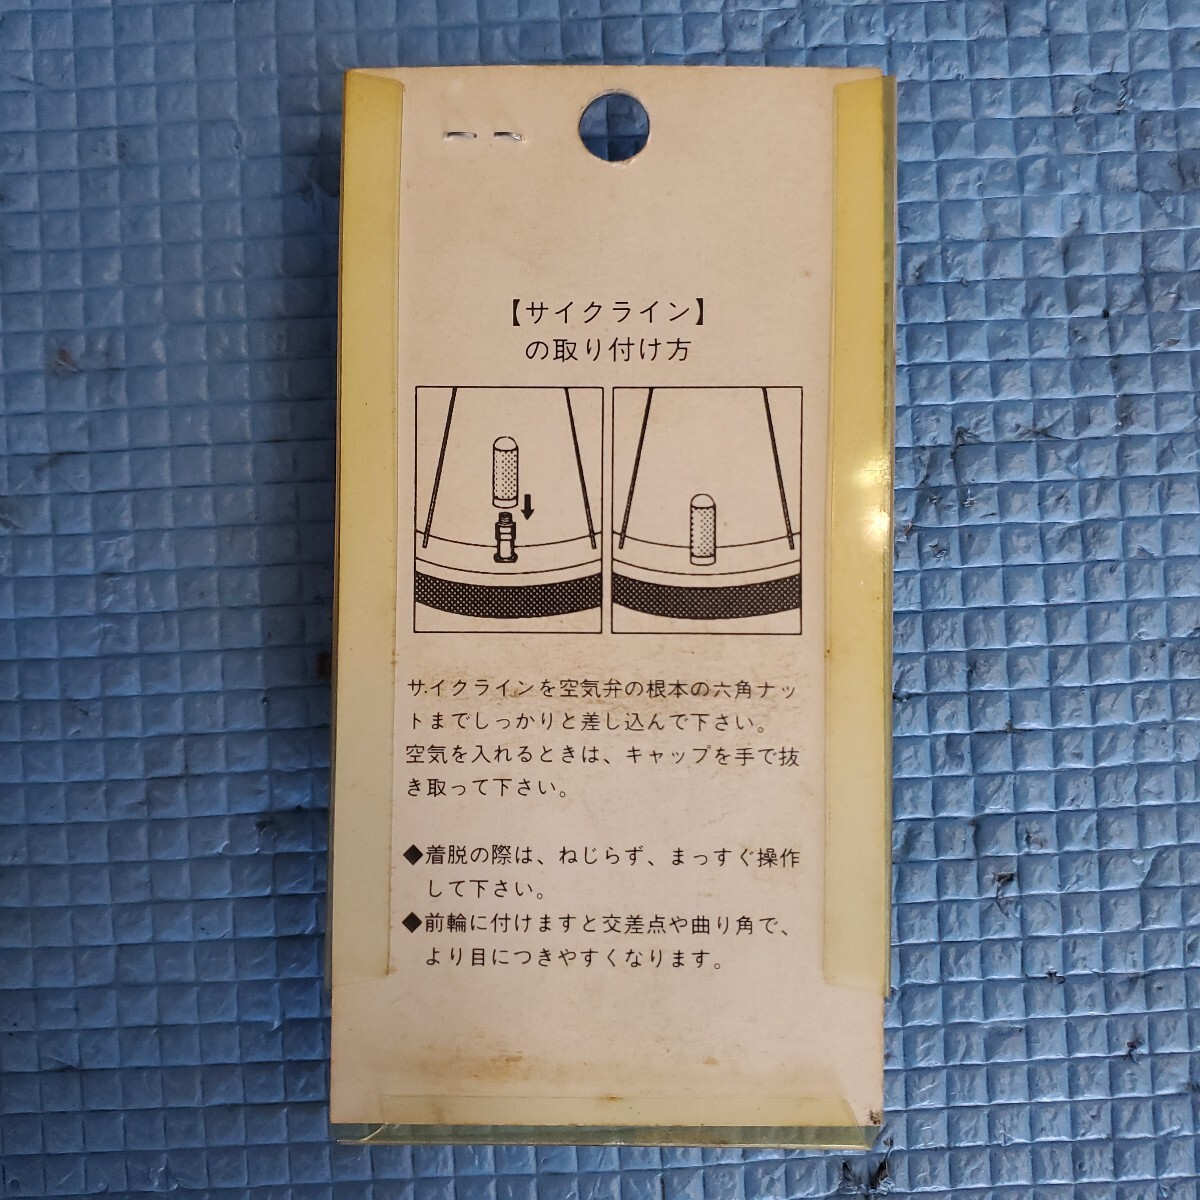 【サイクライン】
の取り付け方
サイクラインを空気弁の根本の六角ナッ
トまでしっかりと差し込んで下さい。
空気を入れるときは、キャップを手で抜
き取って下さい。
◆着脱の際は、ねじらず、まっすぐ操作
して下さい。
◆前輪に付けますと交差点や曲り角で、
より目につきやすくなります。